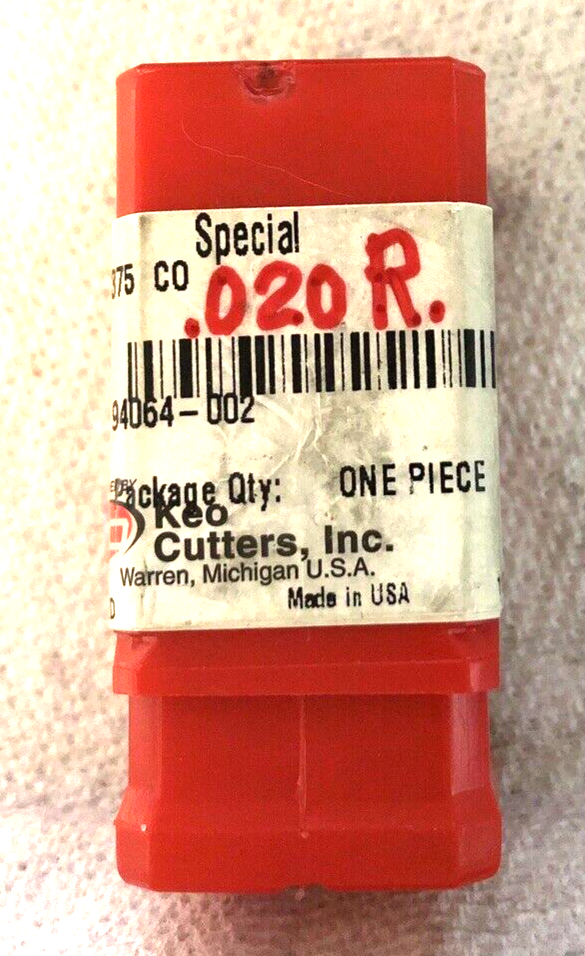 Special
375 CO
.020 R.
94064-002
Package Qty: ONE PIECE
Keo
Cutters, Inc.
Warren, Michigan U.S.A.
Made in USA